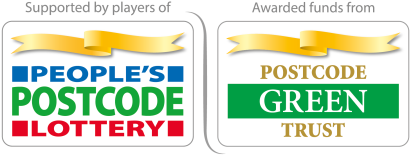 Supported by players of
PEOPLE'S
POSTCODE
LOTTERY
Awarded funds from
POSTCODE
GREEN
TRUST